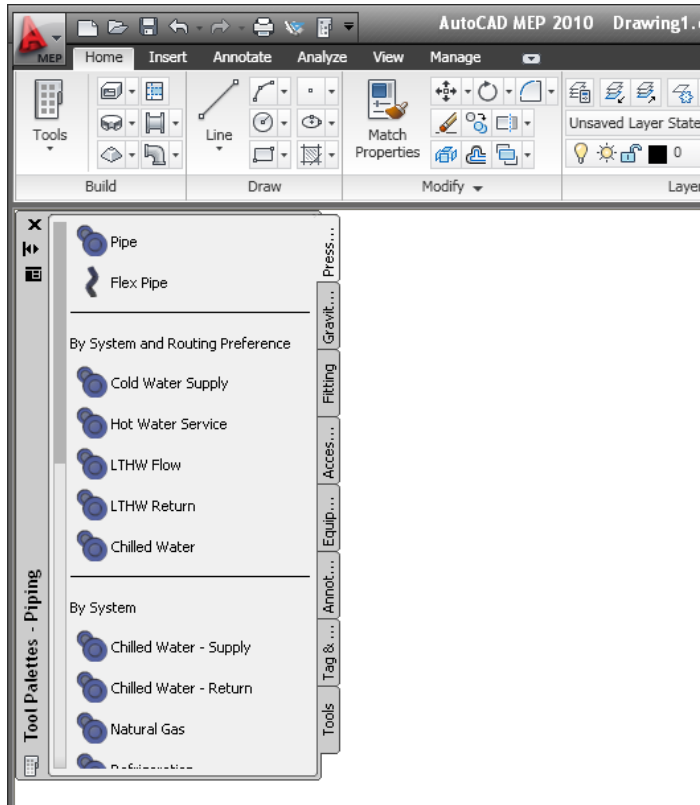 AutoCAD MEP 2010 Drawing1.
MEP
Home Insert Annotate Analyze View Manage
Tools
Line
Match
Properties
Unsaved Layer State
0
Build Draw Modify Layer
Pipe
Flex Pipe
By System and Routing Preference
Cold Water Supply
Hot Water Service
LTHW Flow
LTHW Return
Chilled Water
By System
Chilled Water - Supply
Chilled Water - Return
Natural Gas
Refrigeration
Press...
Gravit...
Fitting
Acces...
Equip...
Annot...
Tag & ...
Tools
Tool Palettes - Piping